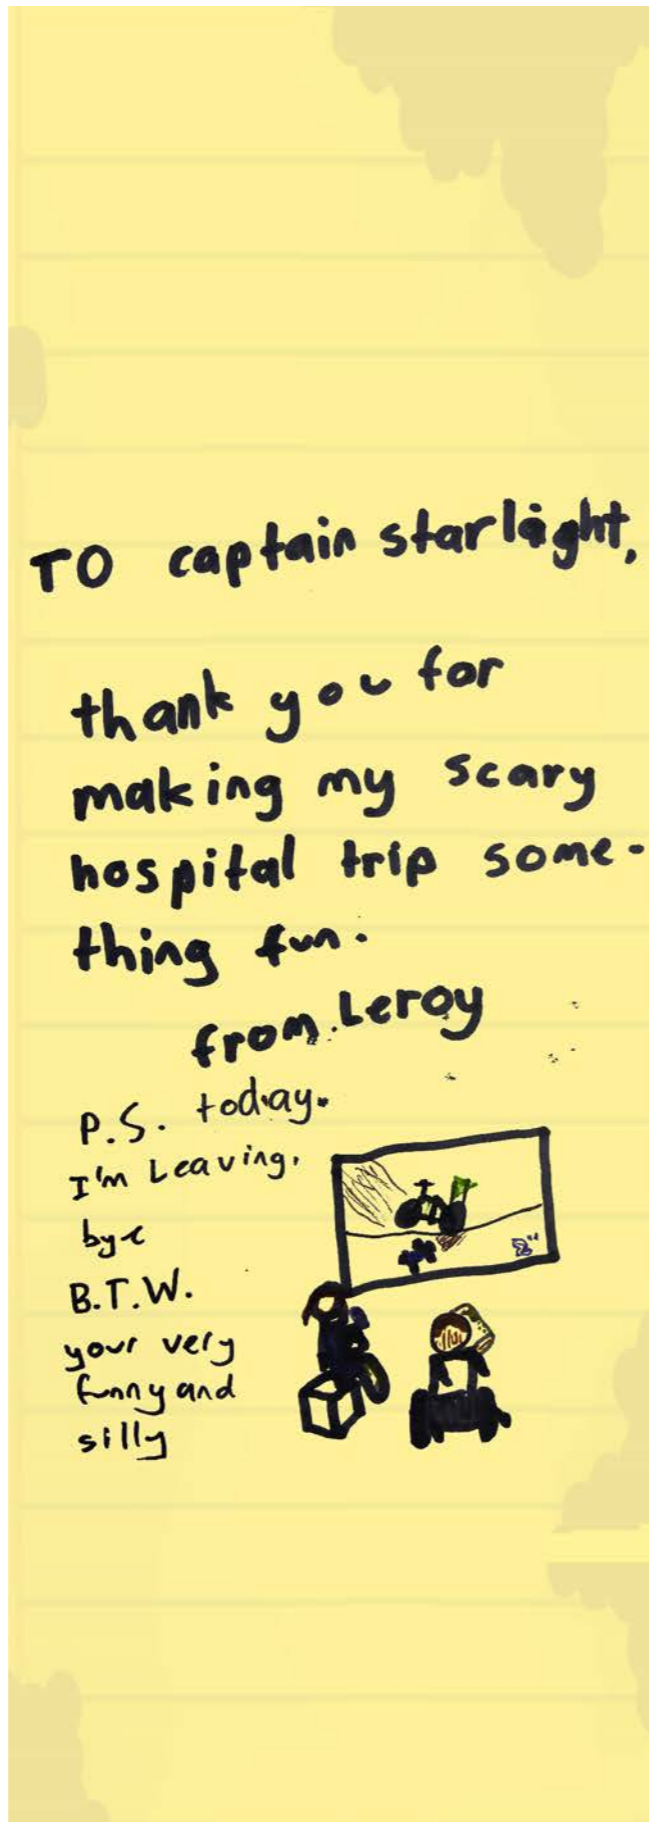 TO captain starlight,
thank you for
making my scary
hospital trip some-
thing fun.
from Leroy
P.S. today.
I'm Leaving.
bye
B.T.W.
your very
funny and
silly